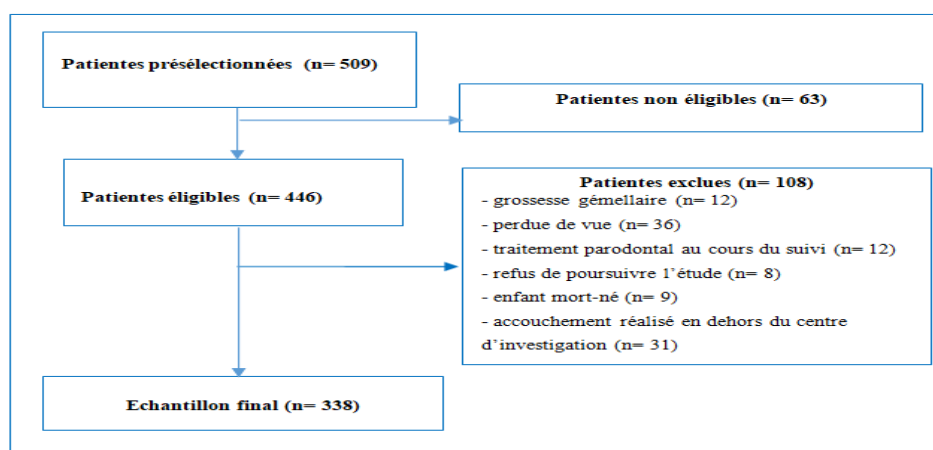 Patientes présélectionnées (n= 509)
Patientes non éligibles (n= 63)
Patientes éligibles (n= 446)
Patientes exclues (n= 108)
- grossesse gémellaire (n= 12)
- perdue de vue (n= 36)
- traitement parodontal au cours du suivi (n= 12)
- refus de poursuivre l'étude (n= 8)
- enfant mort-né (n= 9)
- accouchement réalisé en dehors du centre
d'investigation (n= 31)
Echantillon final (n= 338)